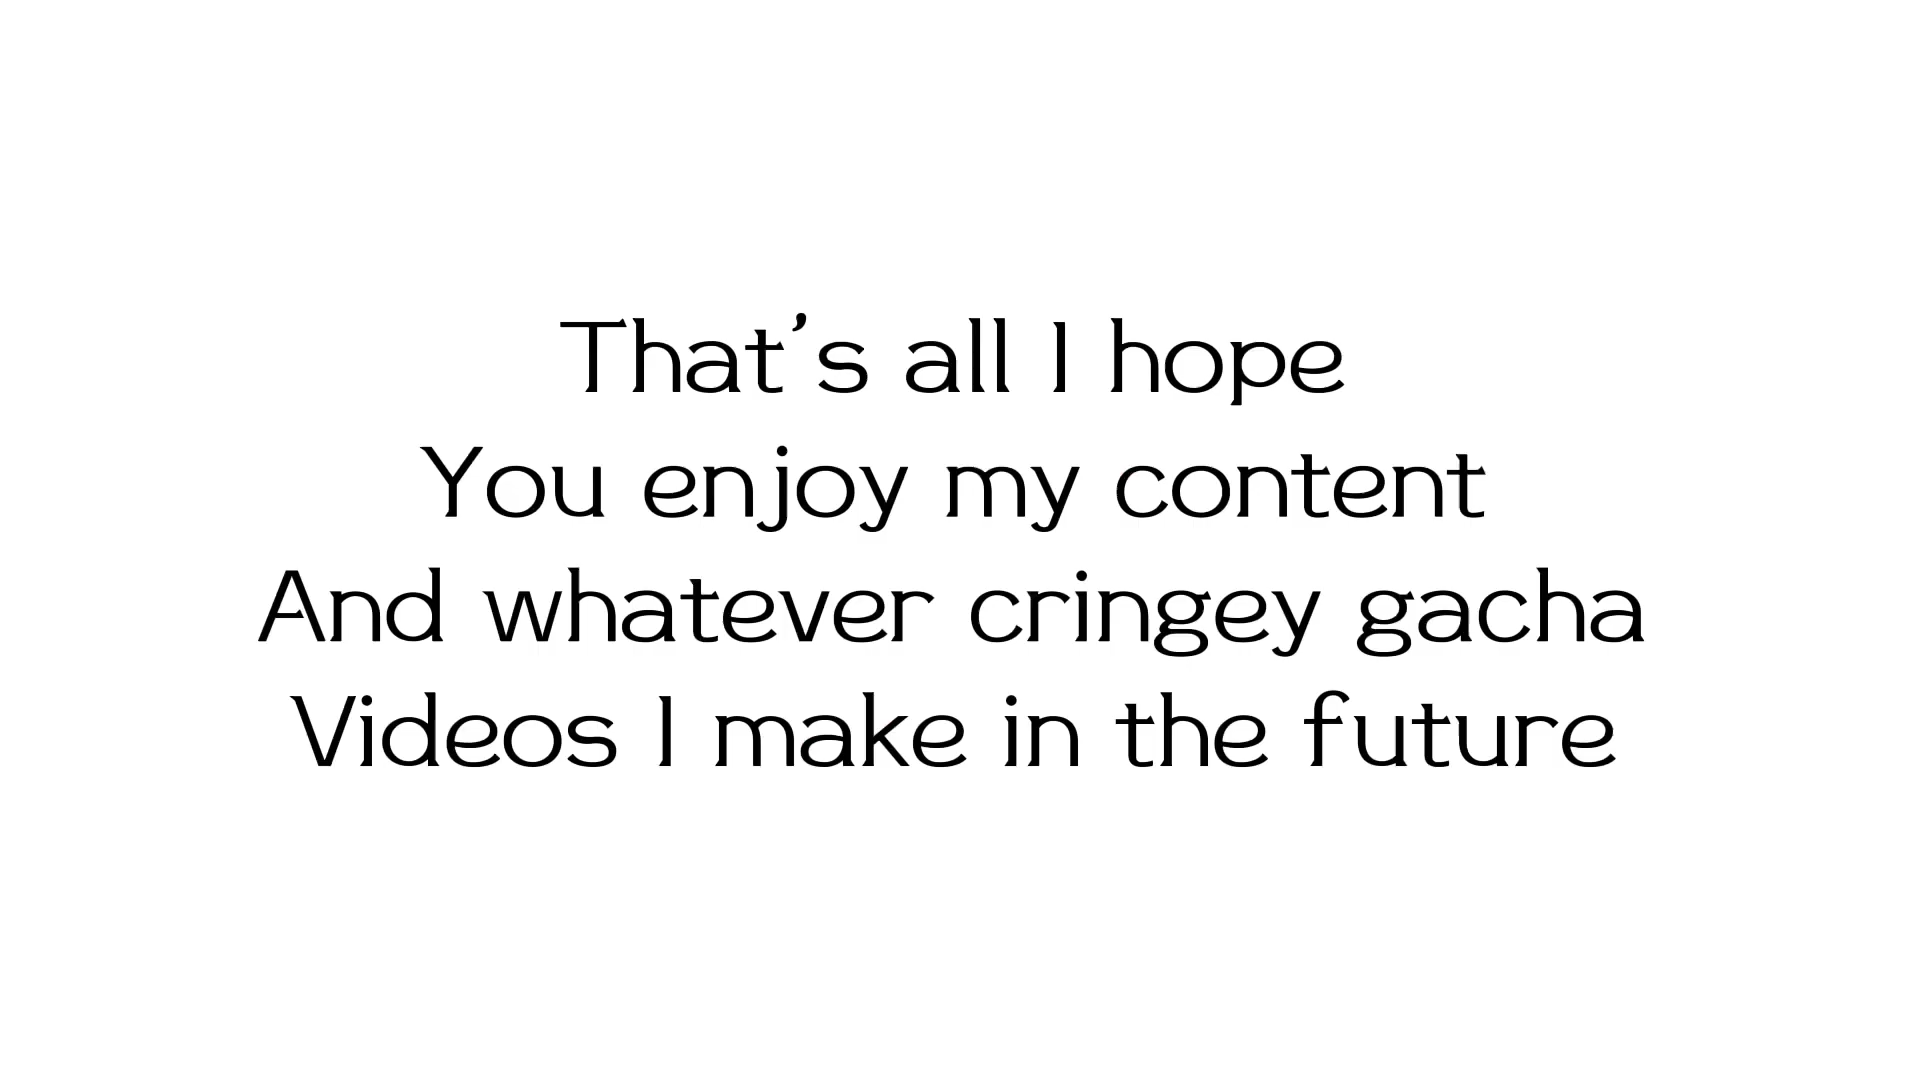 That's all I hope
You enjoy my content
And whatever cringey gacha
Videos I make in the future